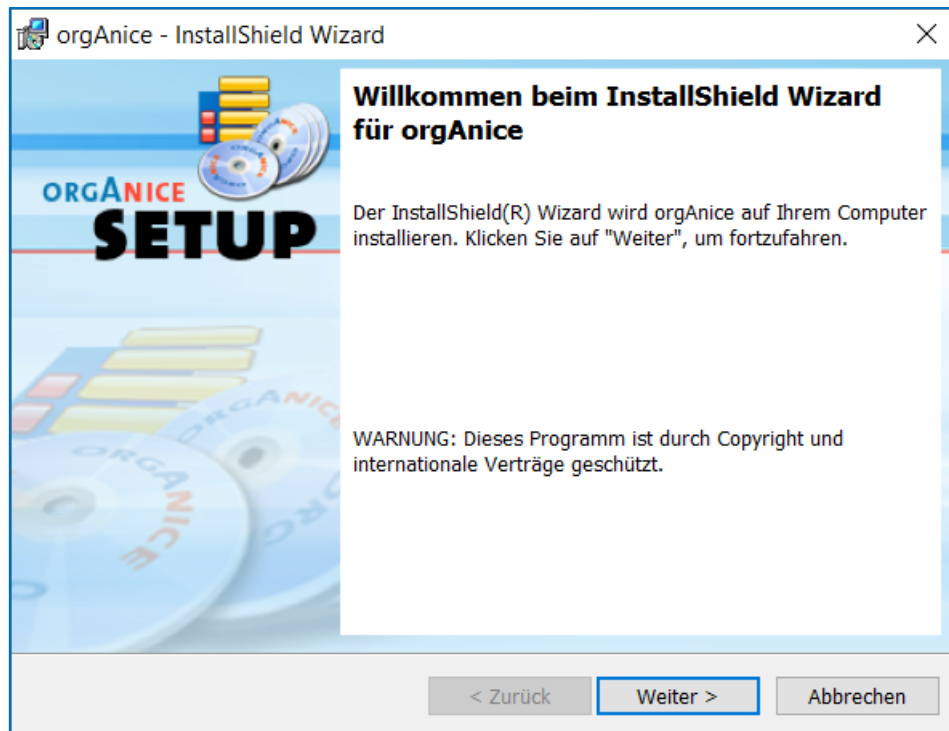 orgAnice - InstallShield Wizard
ORGANICE
SETUP
Willkommen beim InstallShield Wizard
für orgAnice
Der InstallShield(R) Wizard wird orgAnice auf Ihrem Computer
installieren. Klicken Sie auf "Weiter", um fortzufahren.
WARNUNG: Dieses Programm ist durch Copyright und
internationale Verträge geschützt.
ORGANICE
ORGANIC
< Zurück
Weiter >
Abbrechen